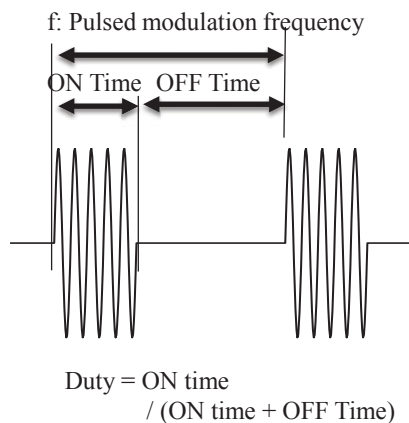 f: Pulsed modulation frequency
ON Time OFF Time
Duty = ON time
/ (ON time + OFF Time)